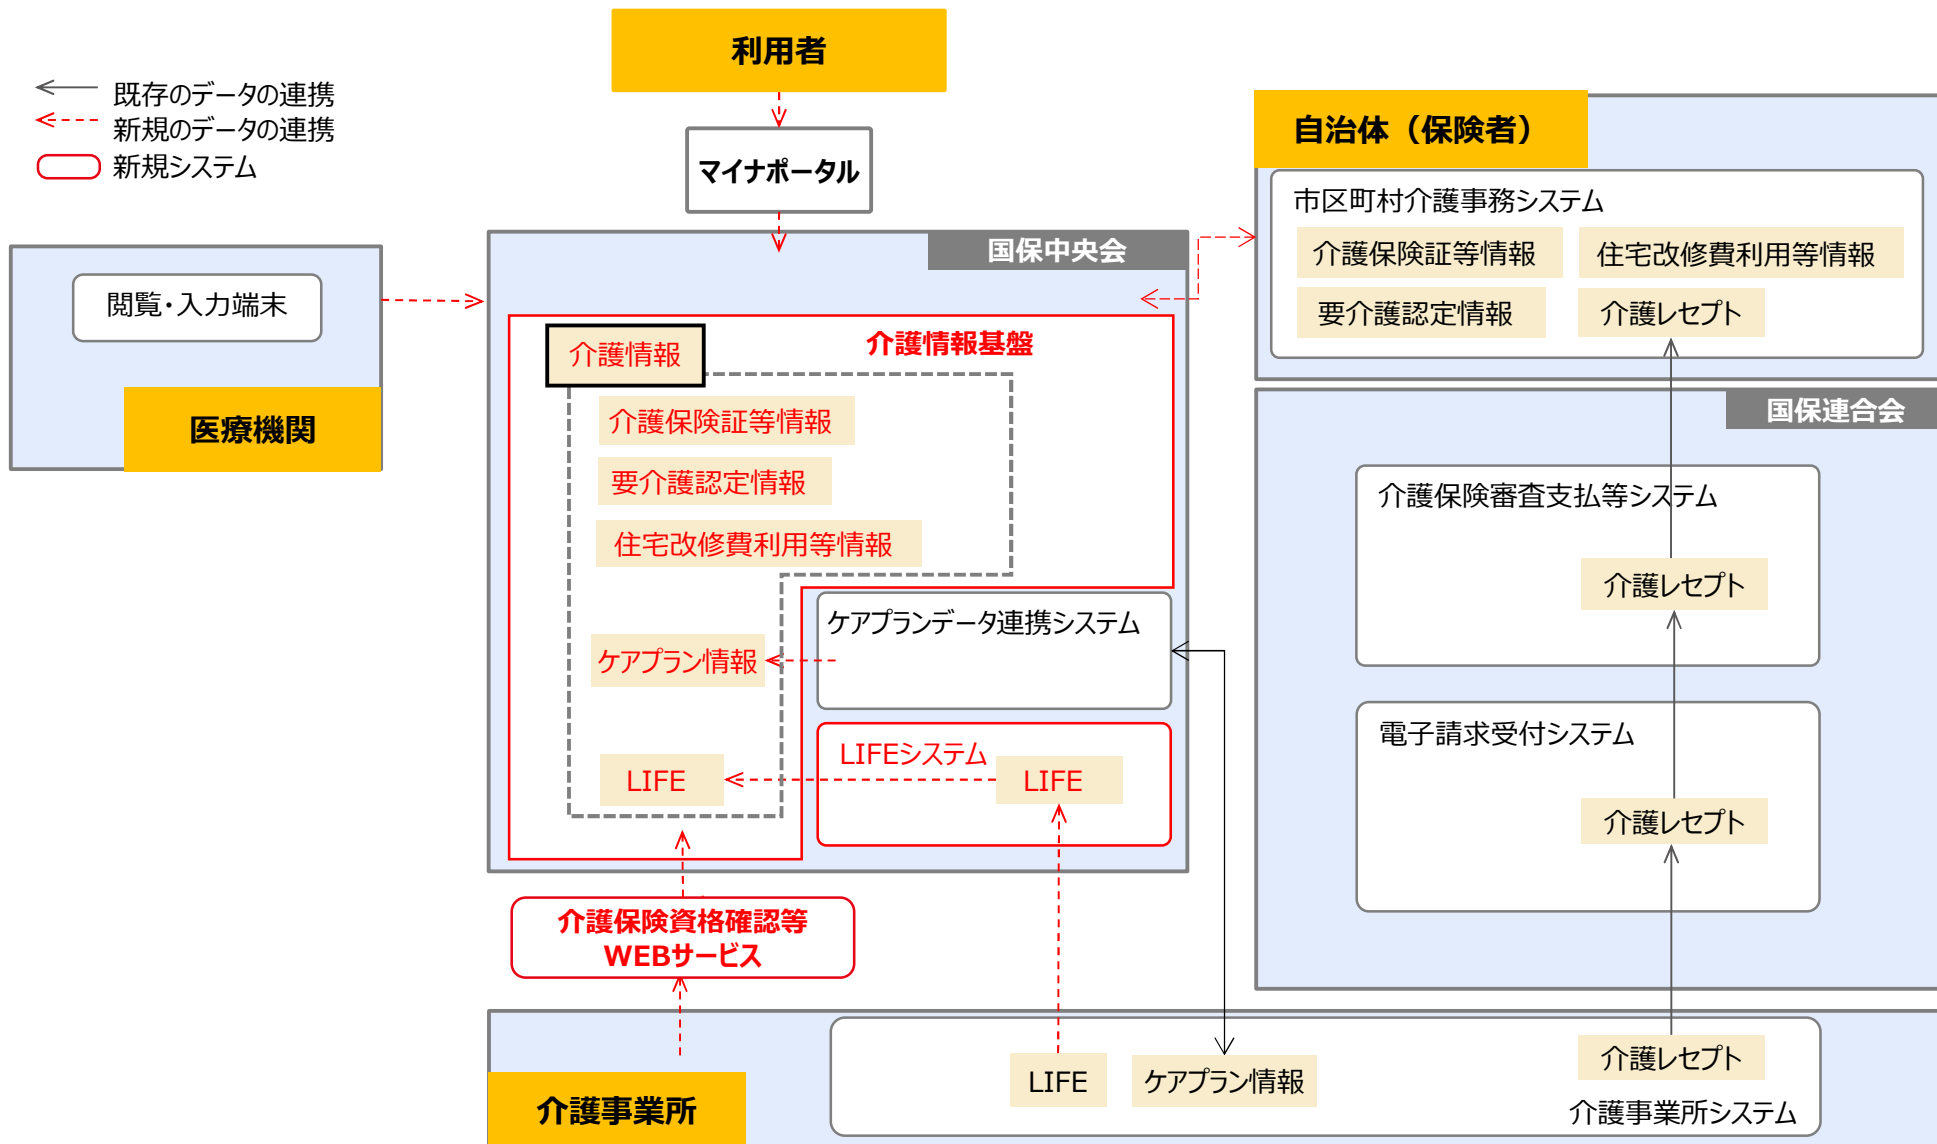 利用者
既存のデータの連携
新規のデータの連携
新規システム
マイナポータル
自治体（保険者）
市区町村介護事務システム
介護保険証等情報
住宅改修費利用等情報
要介護認定情報
介護レセプト
国保中央会
閲覧・入力端末
医療機関
介護情報
介護情報基盤
介護保険証等情報
要介護認定情報
住宅改修費利用等情報
ケアプラン情報
ケアプランデータ連携システム
LIFE
LIFEシステム
LIFE
国保連合会
介護保険審査支払等システム
介護レセプト
電子請求受付システム
介護レセプト
介護保険資格確認等
WEBサービス
介護事業所
LIFE
ケアプラン情報
介護レセプト
介護事業所システム